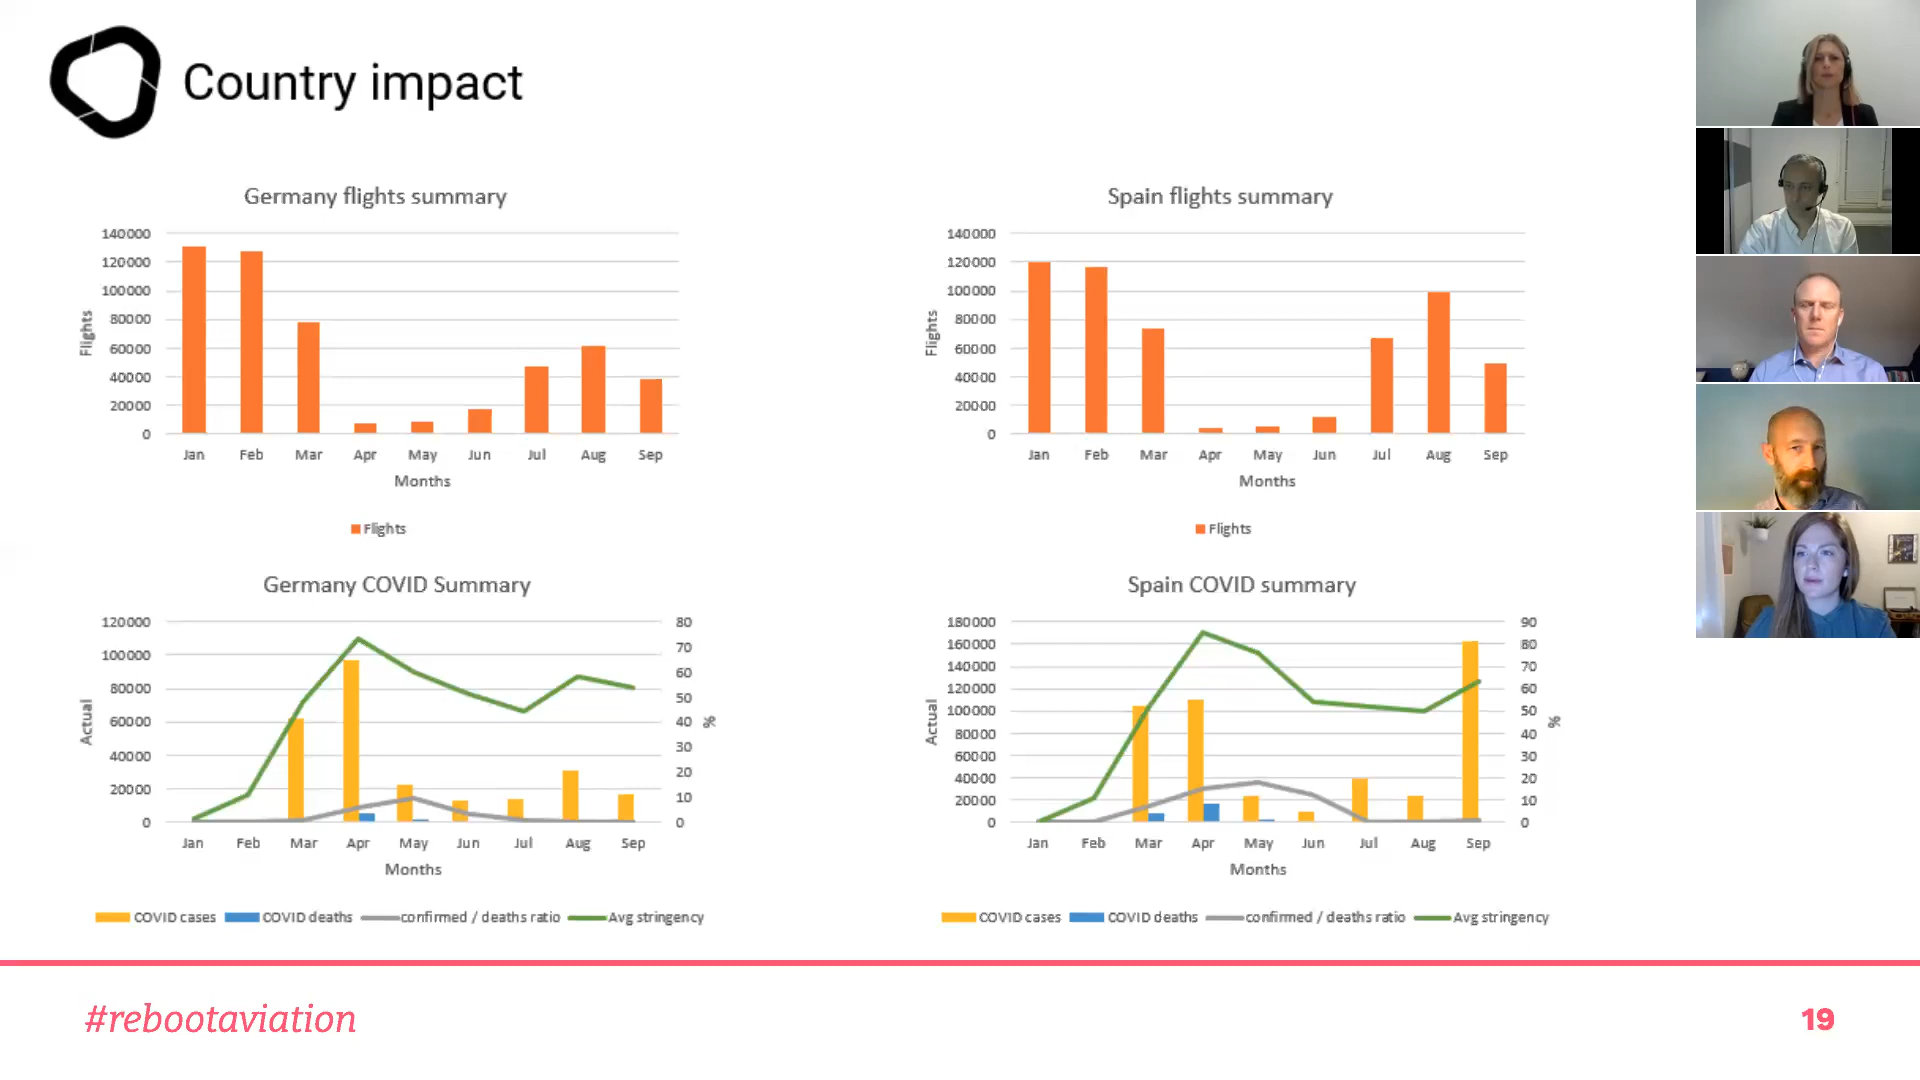 Country impact
Germany flights summary
140000
120000
100000
80000
60000
40000
20000
0
Flights
Jan Feb Mar Apr May Jun Jul Aug Sep
Months
Flights
Spain flights summary
140000
120000
100000
80000
60000
40000
20000
0
Flights
Jan Feb Mar Apr May Jun Jul Aug Sep
Months
Flights
Germany COVID Summary
120000
100000
80000
60000
40000
20000
0
Actual
80
70
60
50
40
30
20
10
0
%
Jan Feb Mar Apr May Jun Jul Aug Sep
Months
COVID cases COVID deaths confirmed / deaths ratio Avg stringency
Spain COVID summary
180000
160000
140000
120000
100000
80000
60000
40000
20000
0
Actual
90
80
70
60
50
40
30
20
10
0
%
Jan Feb Mar Apr May Jun Jul Aug Sep
Months
COVID cases COVID deaths confirmed / deaths ratio Avg stringency
#rebootaviation
19